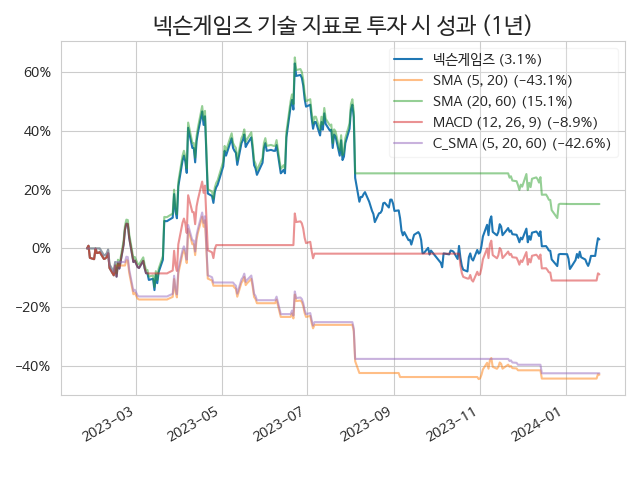 넥슨게임즈 기술 지표로 투자 시 성과 (1년)
넥슨게임즈 (3.1%)
SMA (5, 20) (−43.1%)
SMA (20, 60) (15.1%)
MACD (12, 26, 9) (−8.9%)
C_SMA (5, 20, 60) (−42.6%)
60%
40%
20%
0%
−20%
−40%
2023−03
2023−05
2023−07
2023−09
2023−11
2024−01